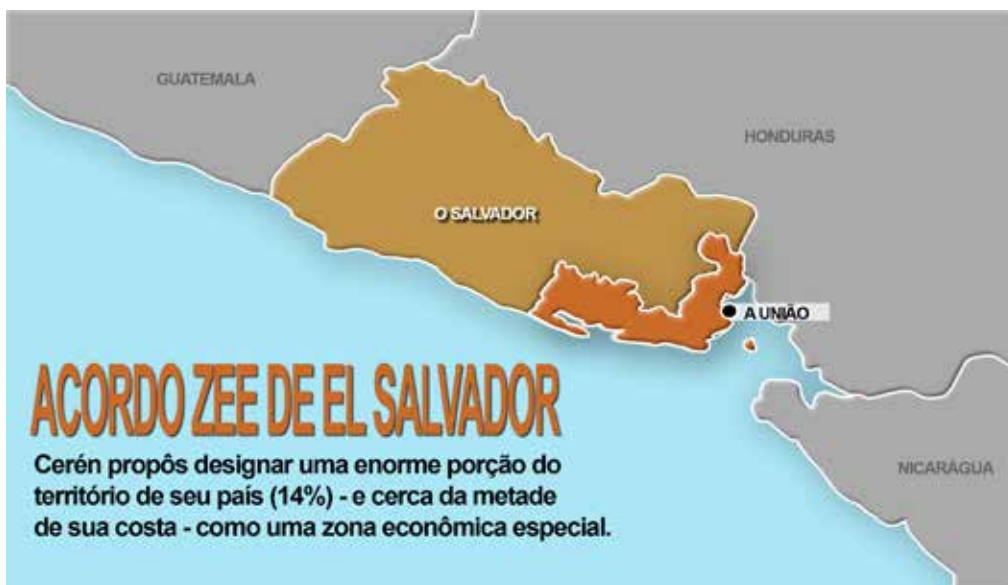 GUATEMALA
HONDURAS
O SALVADOR
A UNIÃO
ACORDO ZEE DE EL SALVADOR
Cerén propôs designar uma enorme porção do
território de seu país (14%) - e cerca da metade
de sua costa - como uma zona econômica especial.
NICARÁGUA